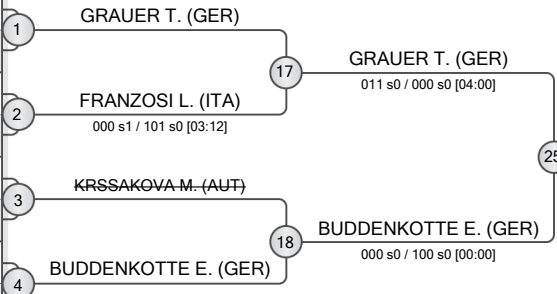 GRAUER T. (GER)
1
17
GRAUER T. (GER)
011 s0 / 000 s0 [04:00]
FRANZOSI L. (ITA)
2
000 s1 / 101 s0 [03:12]
25
KRSSAKOVA M. (AUT)
3
18
BUDDENKOTTE E. (GER)
000 s0 / 100 s0 [00:00]
BUDDENKOTTE E. (GER)
4